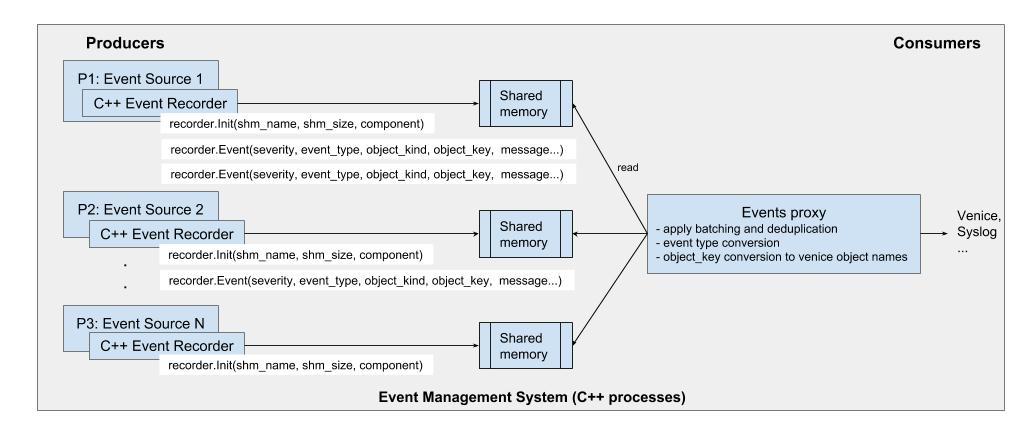 Producers
Consumers
P1: Event Source 1
C++ Event Recorder
Shared
memory
recorder.Init(shm_name, shm_size, component)
recorder.Event(severity, event_type, object_kind, object_key, message...)
recorder.Event(severity, event_type, object_kind, object_key, message...)
read
P2: Event Source 2
C++ Event Recorder
Shared
memory
recorder.Init(shm_name, shm_size, component)
recorder.Event(severity, event_type, object_kind, object_key, message...)
.
.
Events proxy
- apply batching and deduplication
- event type conversion
- object_key conversion to venice object names
Venice,
Syslog
...
P3: Event Source N
C++ Event Recorder
Shared
memory
recorder.Init(shm_name, shm_size, component)
Event Management System (C++ processes)